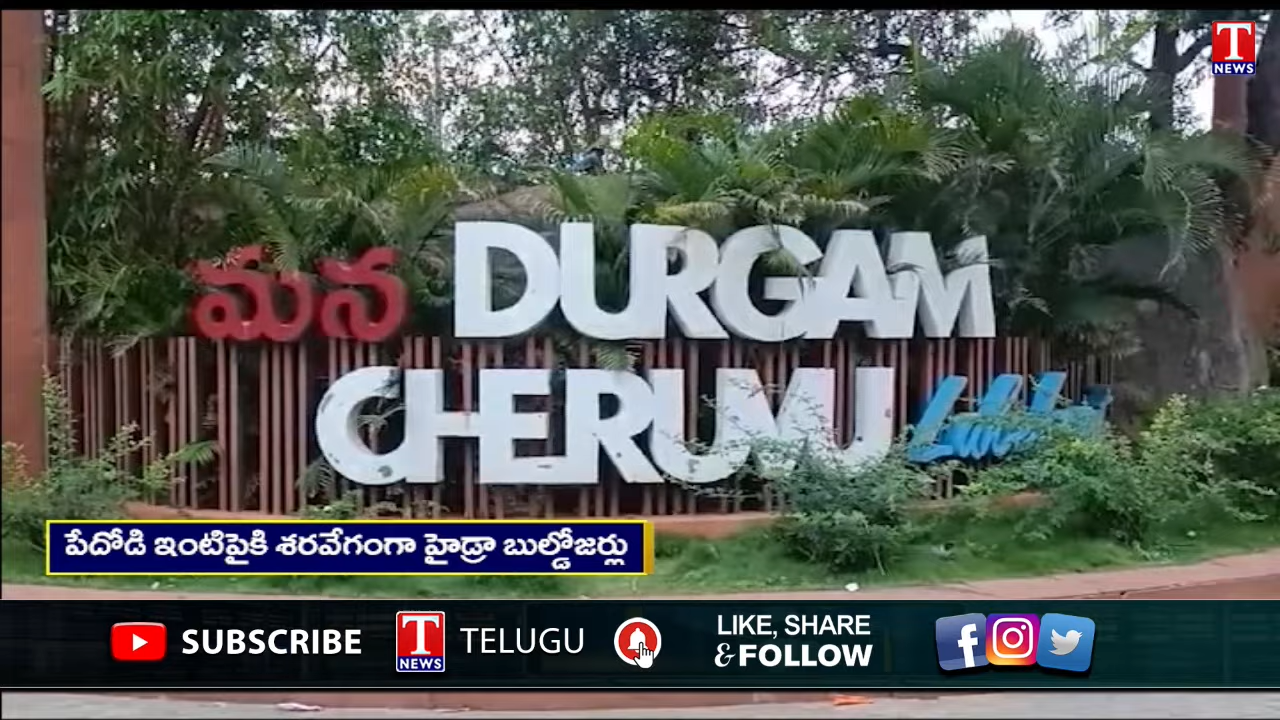 T
NEWS
మన DURGAM
CHERUVU
పేదోడి ఇంటిపైకి శరవేగంగా హైడ్రా బుల్డోజర్లు
SUBSCRIBE
T
NEWS
TELUGU
LIKE, SHARE
& FOLLOW